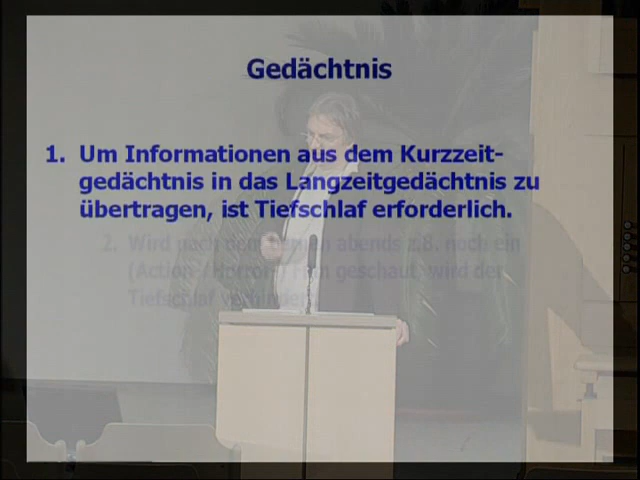 Gedächtnis
1. Um Informationen aus dem Kurzzeit-
gedächtnis in das Langzeitgedächtnis zu
übertragen, ist Tiefschlaf erforderlich.
2. Wird nach dem Lernen abends z.B. noch ein
(Action-/Horror-) Film geschaut, wird der
Tiefschlaf verhindert.